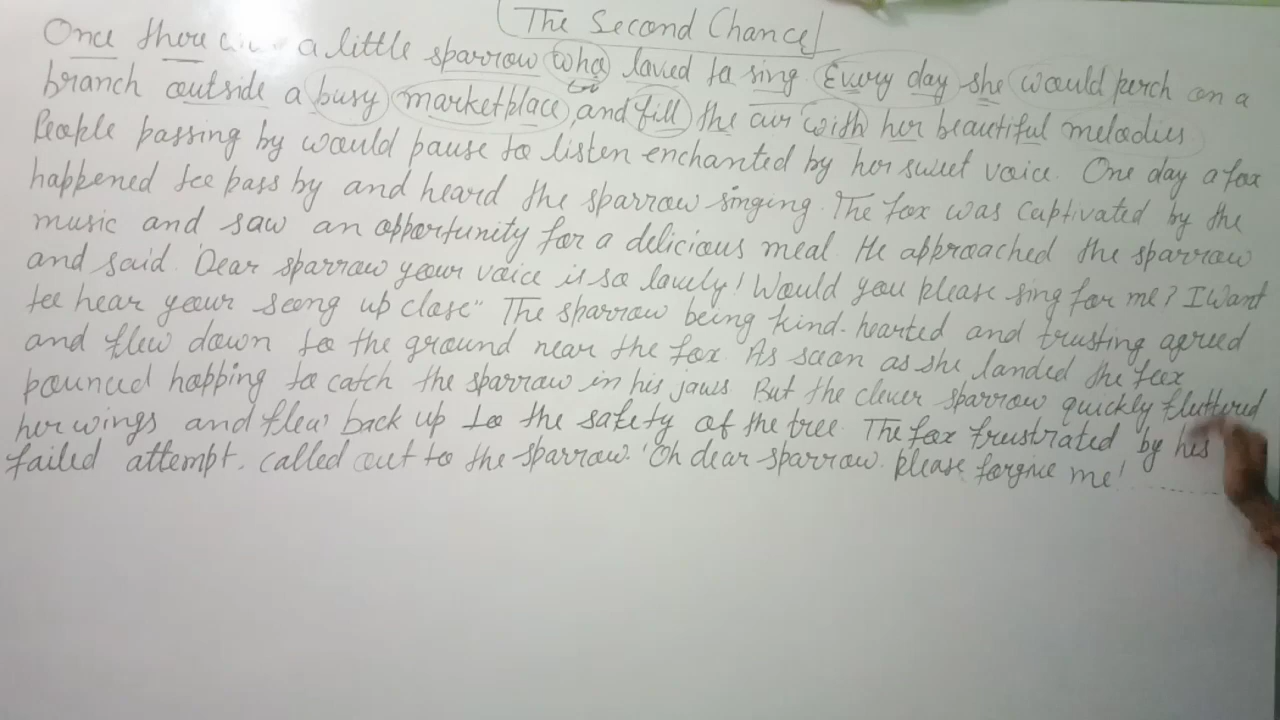 The Second Chance
Once there a little sparrow who loved to sing. Every day she would perch on a
branch outside a busy marketplace, and fill the air with her beautiful melodies
People passing by would pause to listen enchanted by her sweet voice. One day a fox
happened to pass by and heard the sparrow singing. The fox was captivated by the
music and saw an opportunity for a delicious meal. He approached the sparrow
and said. 'Dear sparrow your voice is so lovely! Would you please sing for me? I want
to hear your song up close" The sparrow being kind-hearted and trusting agreed
and flew down to the ground near the fox. As soon as she landed the fox
pounced hopping to catch the sparrow in his jaws But the clever sparrow quickly fluttered
her wings and flew back up to the safety of the tree. The fox frustrated by his
failed attempt. called out to the sparrow. 'Oh dear sparrow. please forgive me!